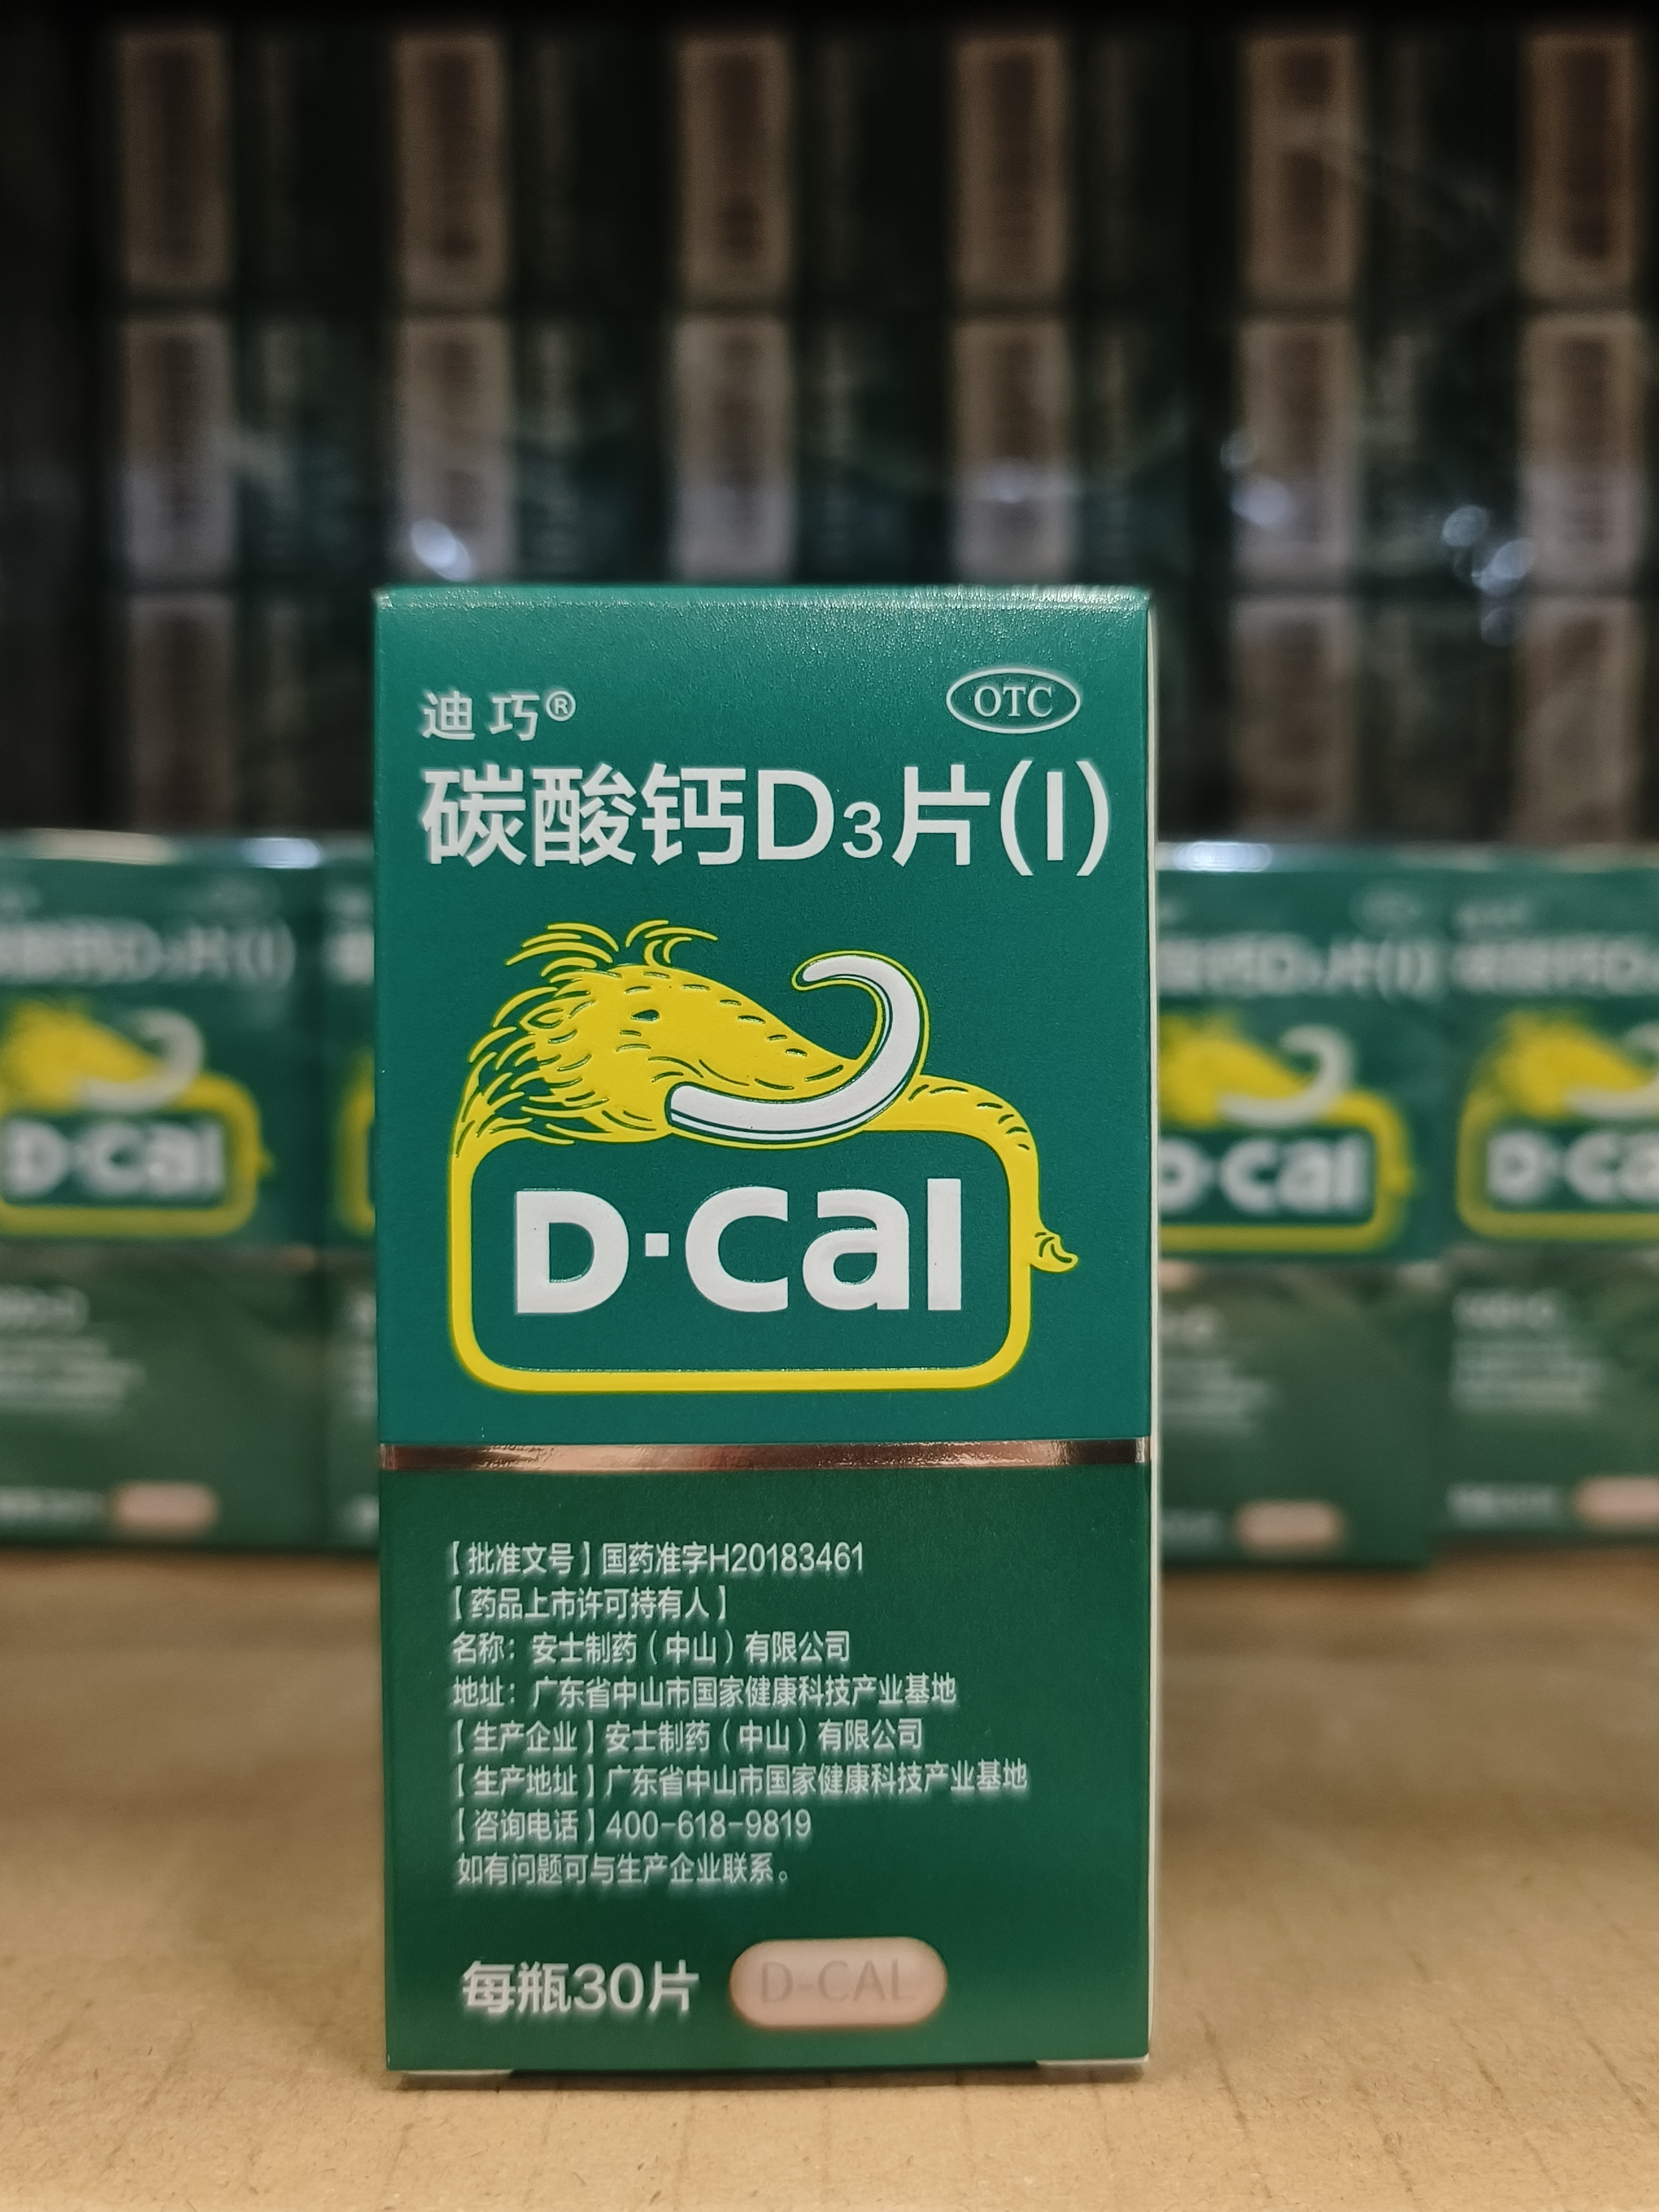 迪巧®
OTC
碳酸钙D3片(I)
D·Cal
【批准文号】国药准字H20183461
【药品上市许可持有人】
名称：安士制药（中山）有限公司
地址：广东省中山市国家健康科技产业基地
【生产企业】安士制药（中山）有限公司
【生产地址】广东省中山市国家健康科技产业基地
【咨询电话】400-618-9819
如有问题可与生产企业联系。
每瓶30片
D-CAL
D·Cal
D·Cal
D·Ca